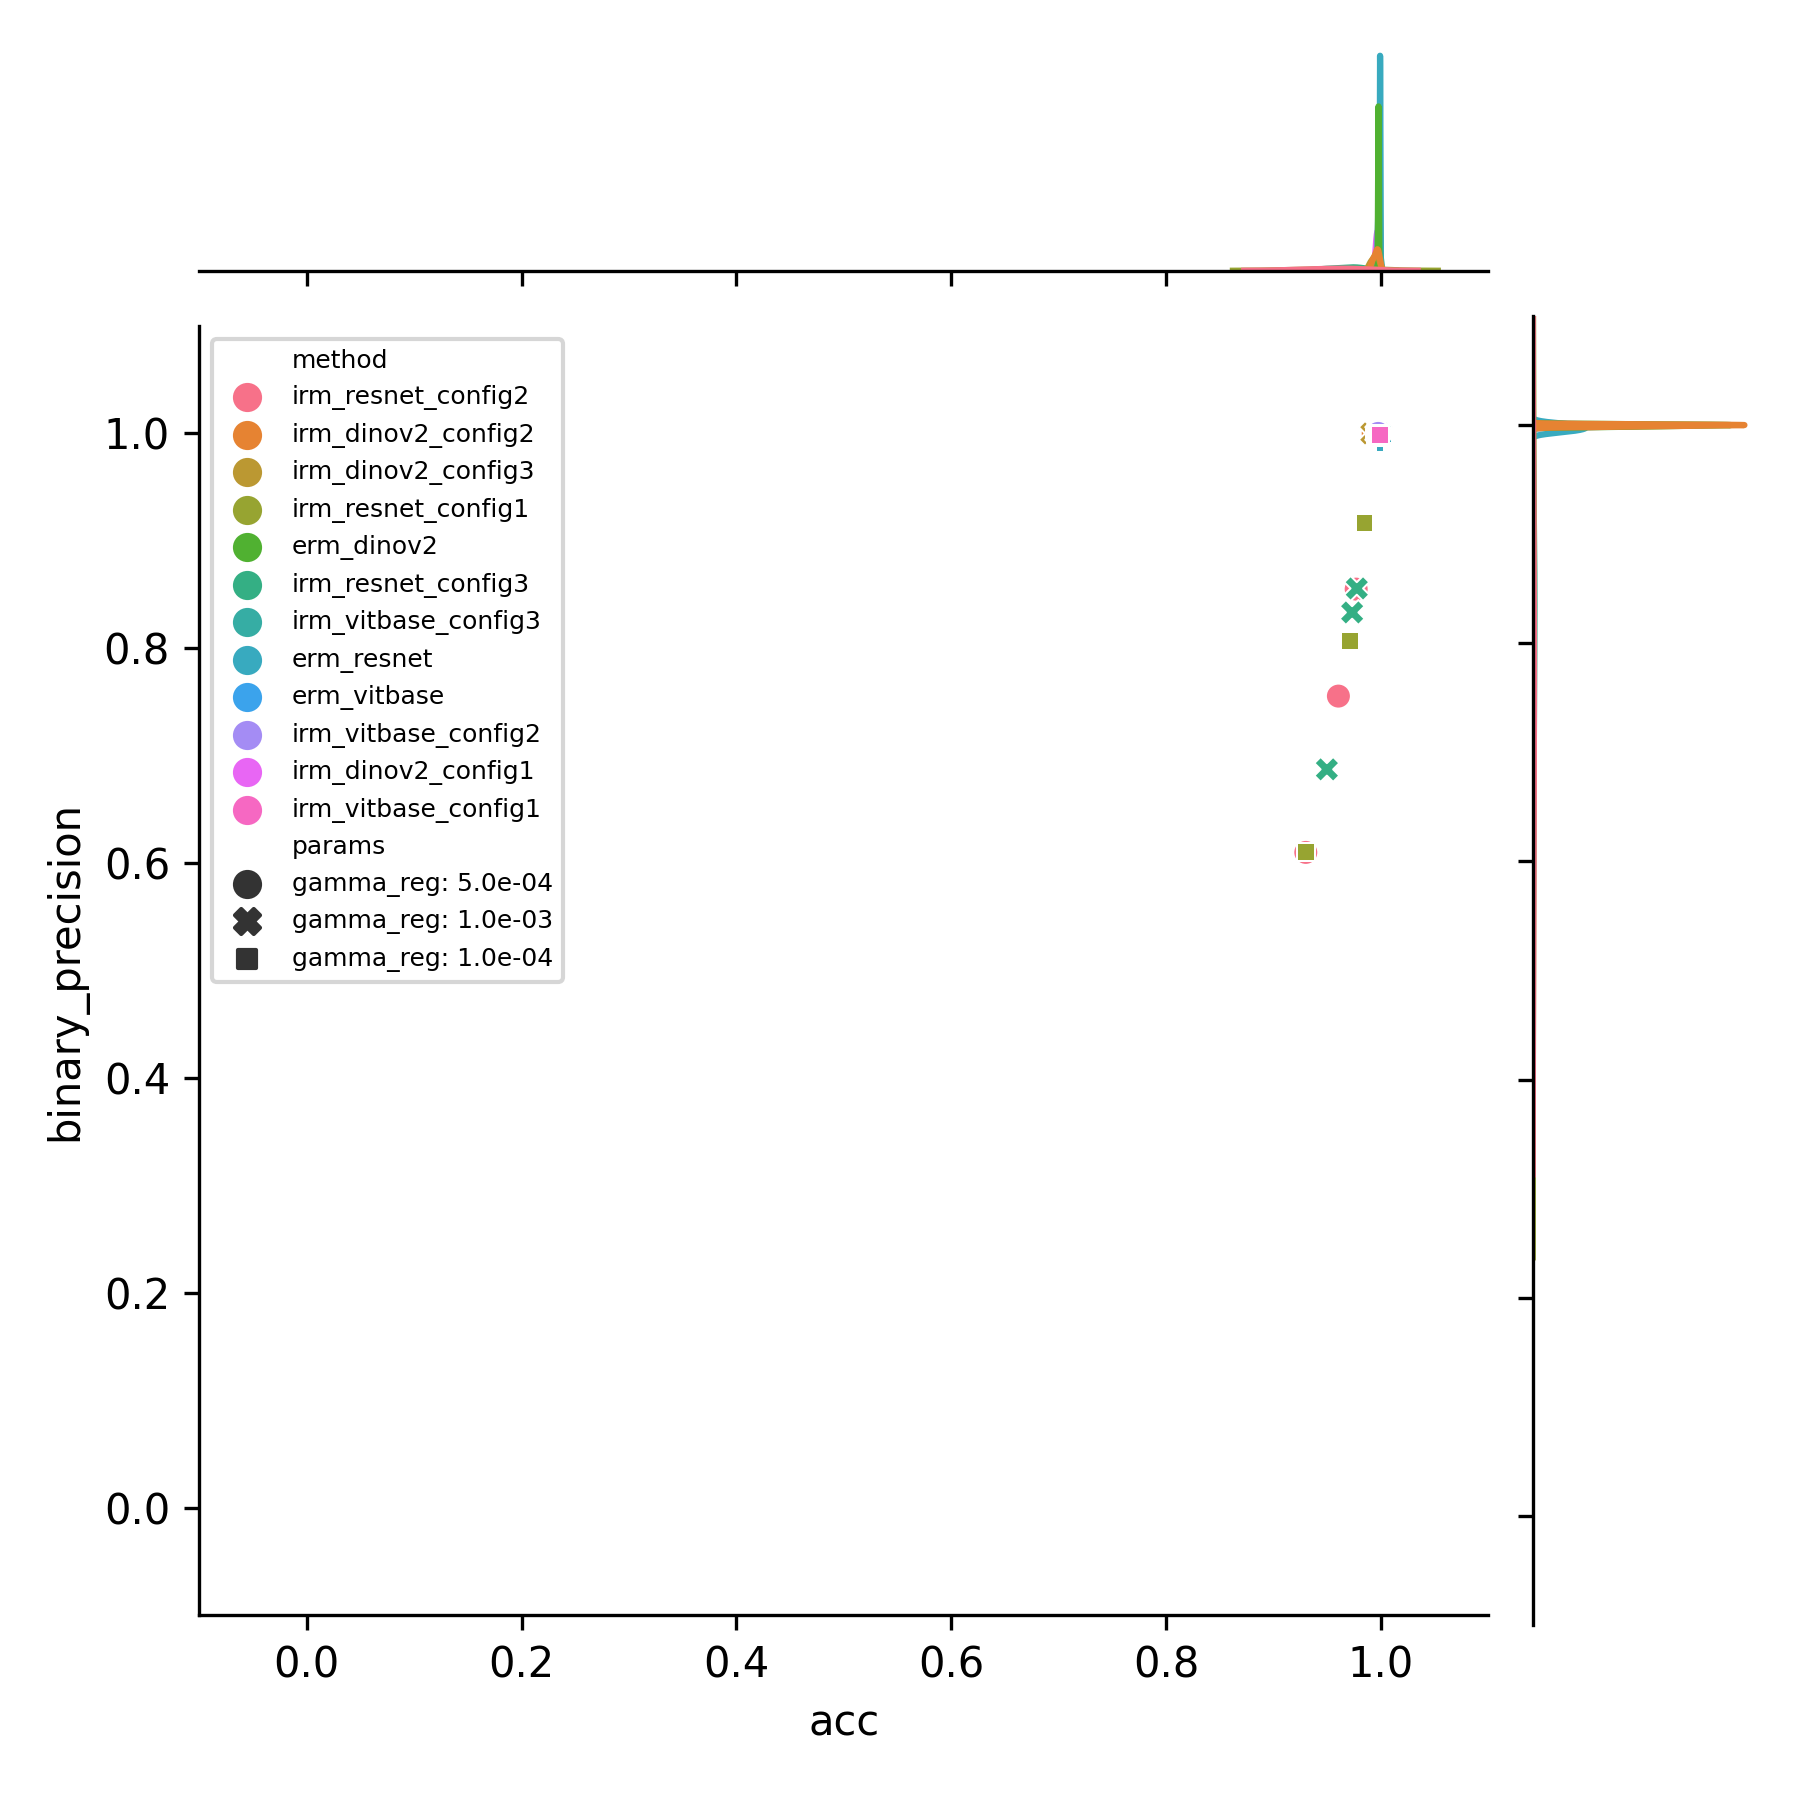 method
irm_resnet_config2
irm_dinov2_config2
irm_dinov2_config3
irm_resnet_config1
erm_dinov2
irm_resnet_config3
irm_vitbase_config3
erm_resnet
erm_vitbase
irm_vitbase_config2
irm_dinov2_config1
irm_vitbase_config1
params
gamma_reg: 5.0e-04
gamma_reg: 1.0e-03
gamma_reg: 1.0e-04
binary_precision
1.0
0.8
0.6
0.4
0.2
0.0
0.0 0.2 0.4 0.6 0.8 1.0
acc